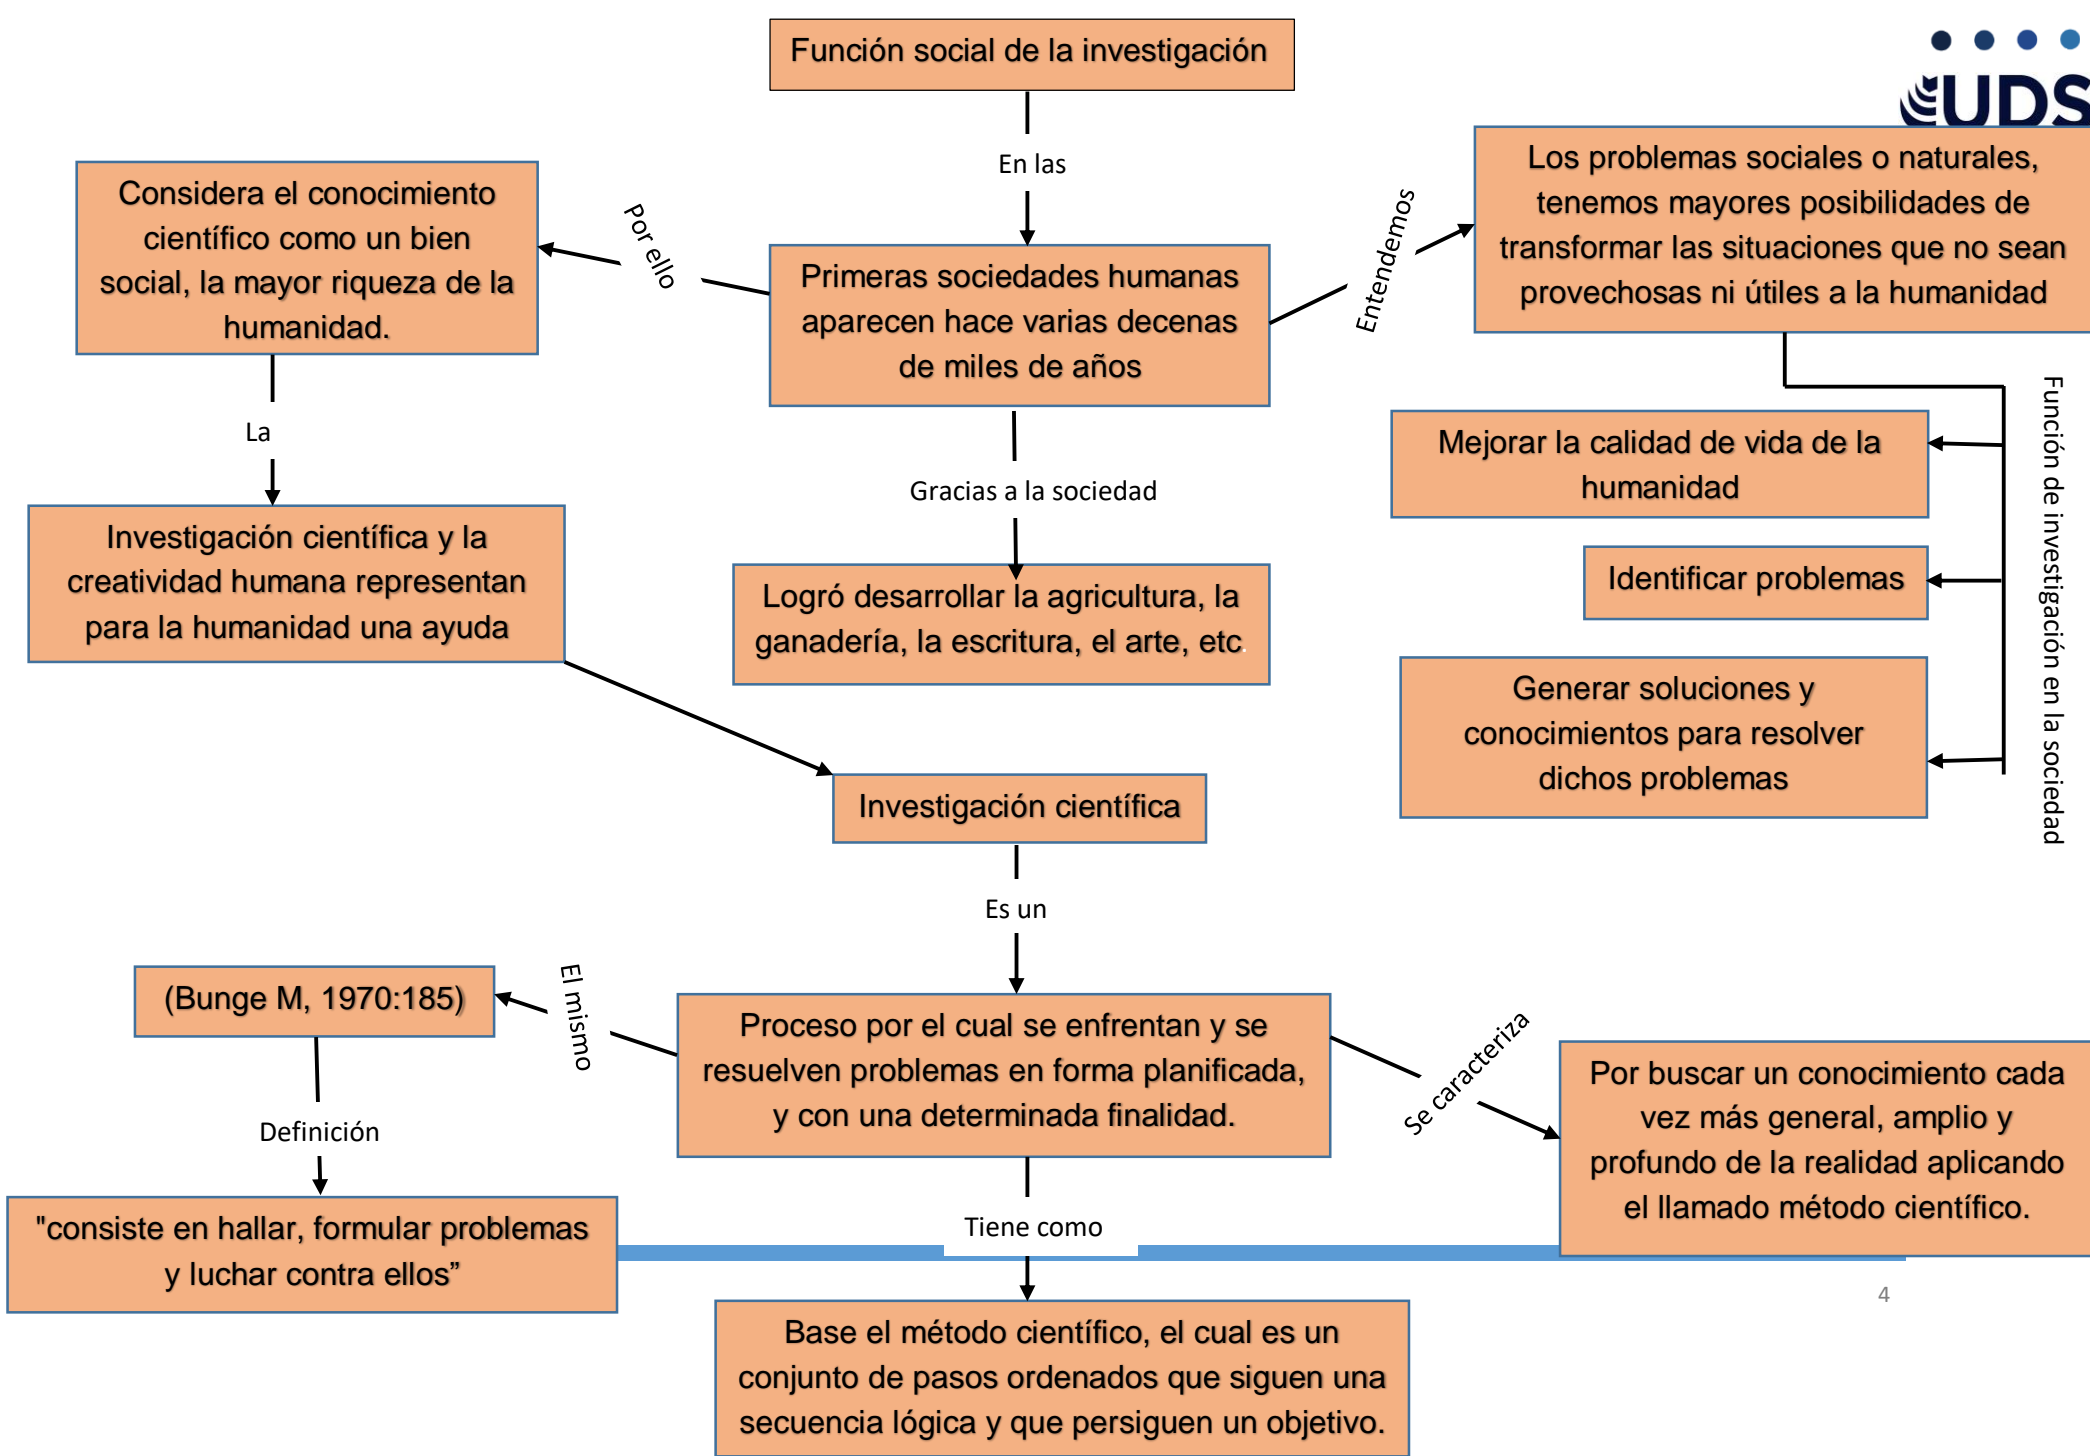 Función social de la investigación
UDS
En las
Considera el conocimiento
científico como un bien
social, la mayor riqueza de la
humanidad.
Por ello
Primeras sociedades humanas
aparecen hace varias decenas
de miles de años
Entendemos
Los problemas sociales o naturales,
tenemos mayores posibilidades de
transformar las situaciones que no sean
provechosas ni útiles a la humanidad
La
Gracias a la sociedad
Función de investigación en la sociedad
Mejorar la calidad de vida de la
humanidad
Identificar problemas
Generar soluciones y
conocimientos para resolver
dichos problemas
Investigación científica y la
creatividad humana representan
para la humanidad una ayuda
Logró desarrollar la agricultura, la
ganadería, la escritura, el arte, etc.
Investigación científica
Es un
(Bunge M, 1970:185)
El mismo
Proceso por el cual se enfrentan y se
resuelven problemas en forma planificada,
y con una determinada finalidad.
Se caracteriza
Por buscar un conocimiento cada
vez más general, amplio y
profundo de la realidad aplicando
el llamado método científico.
Definición
"consiste en hallar, formular problemas
y luchar contra ellos”
Tiene como
4
Base el método científico, el cual es un
conjunto de pasos ordenados que siguen una
secuencia lógica y que persiguen un objetivo.